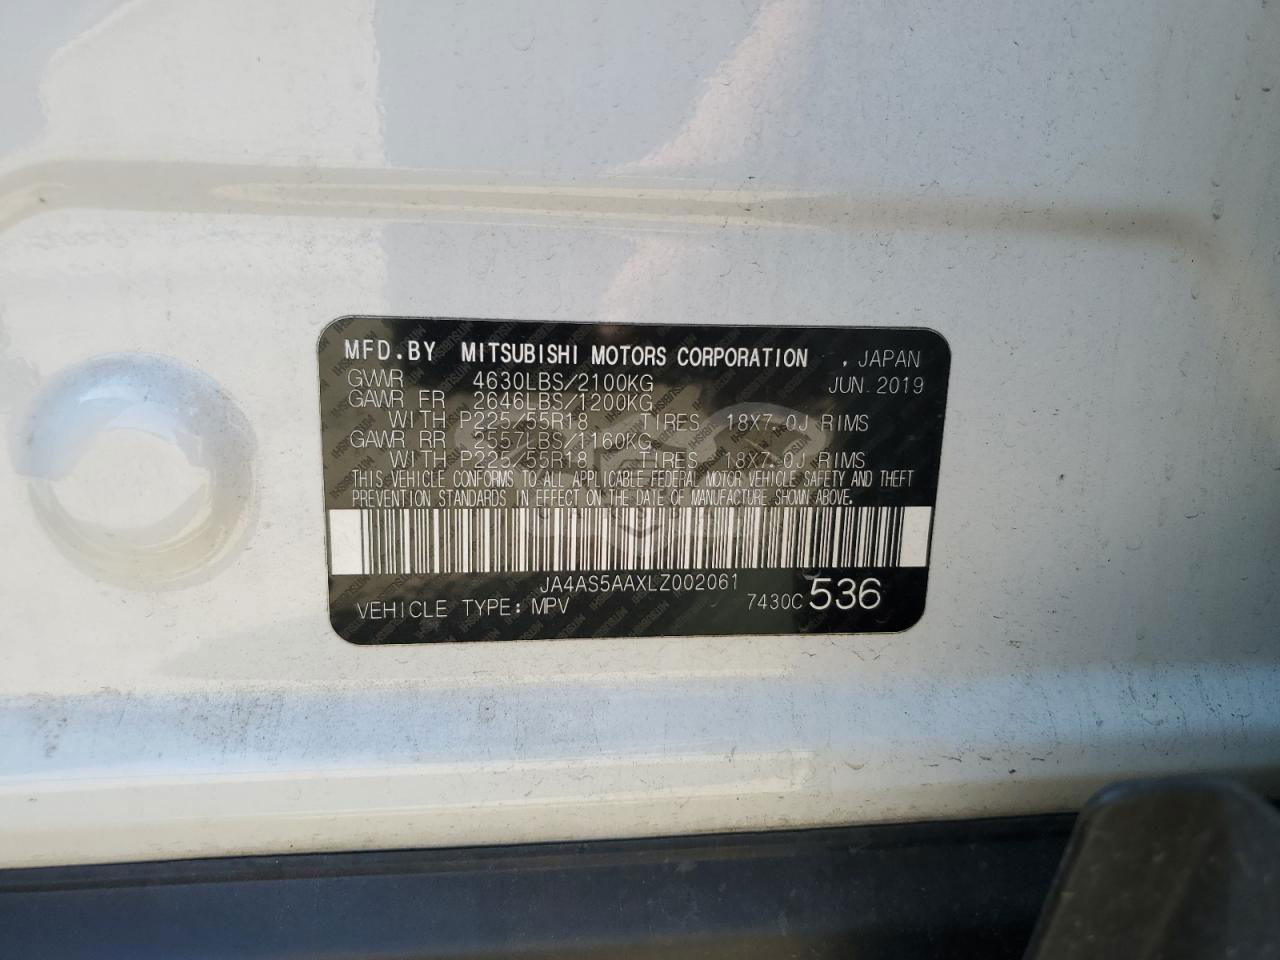 MFD.BY MITSUBISHI MOTORS CORPORATION , JAPAN
GVWR 4630LBS/2100KG JUN.2019
GAWR FR 2646LBS/1200KG
WITH P225/55R18 TIRES 18X7.0J RIMS
GAWR RR 2557LBS/1160KG
WITH P225/55R18 TIRES 18X7.0J RIMS
THIS VEHICLE CONFORMS TO ALL APPLICABLE FEDERAL MOTOR VEHICLE SAFETY AND THEFT
PREVENTION STANDARDS IN EFFECT ON THE DATE OF MANUFACTURE SHOWN ABOVE.
JA4AS5AAXLZ002061
VEHICLE TYPE: MPV 7430C 536